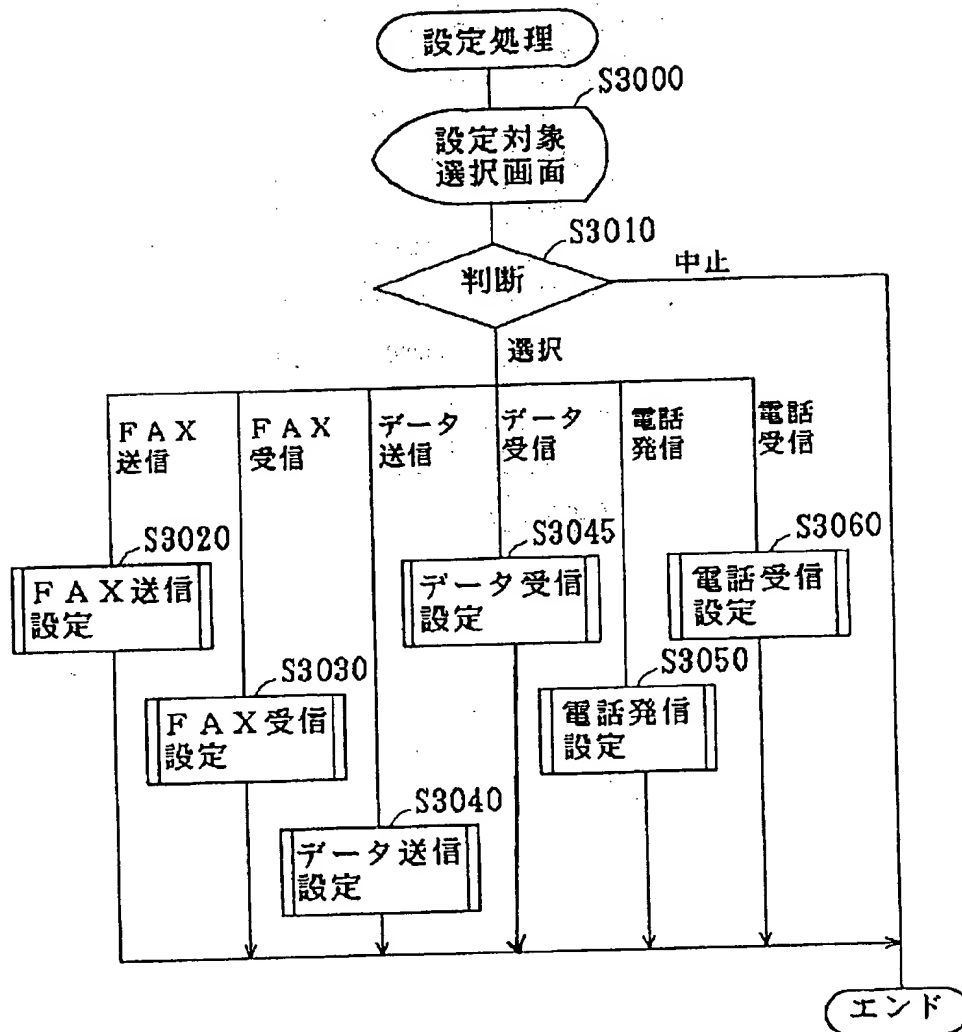 設定処理
S3000
設定対象
選択画面
S3010
判断
中止
選択
ＦＡＸ
送信
ＦＡＸ
受信
データ
送信
データ
受信
電話
発信
電話
受信
S3020
ＦＡＸ送信
設定
S3045
データ受信
設定
S3060
電話受信
設定
S3030
ＦＡＸ受信
設定
S3050
電話発信
設定
S3040
データ送信
設定
エンド